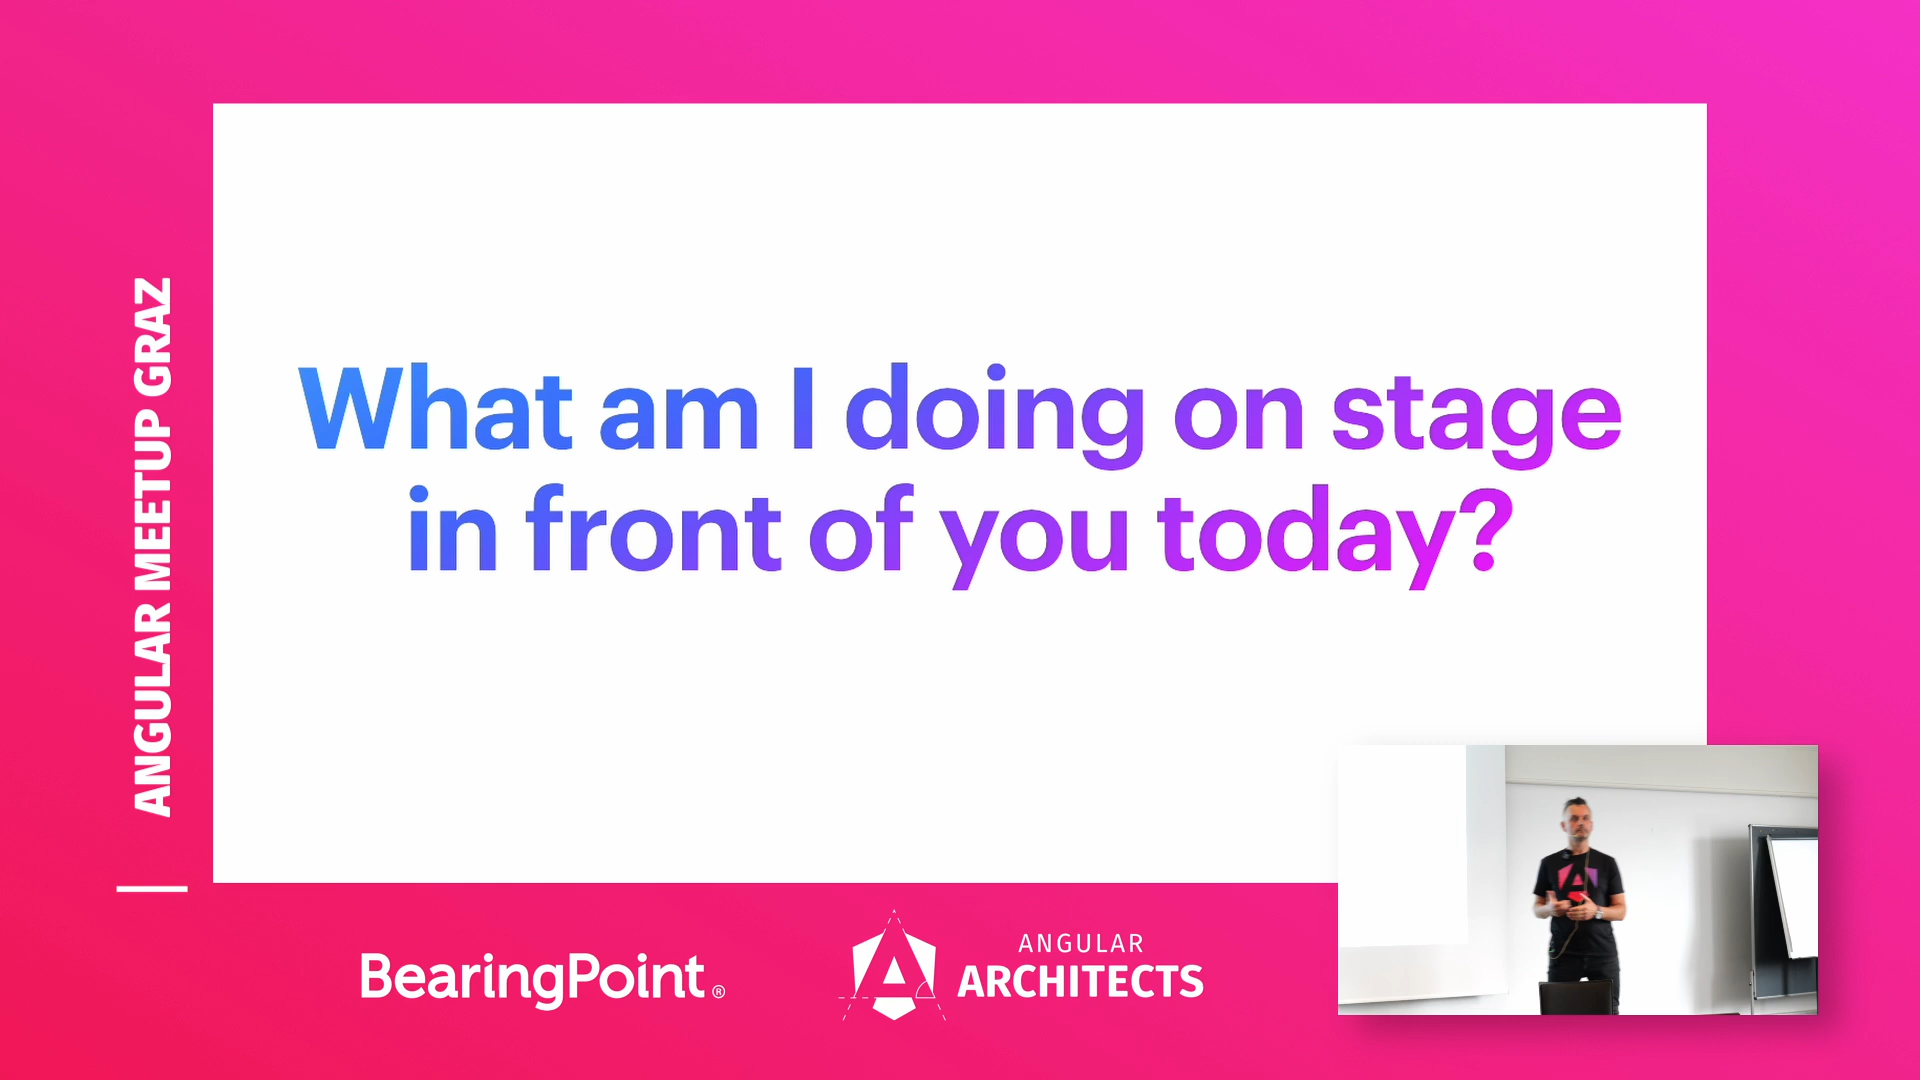 ANGULAR MEETUP GRAZ
What am I doing on stage
in front of you today?
BearingPoint®
ANGULAR
ARCHITECTS